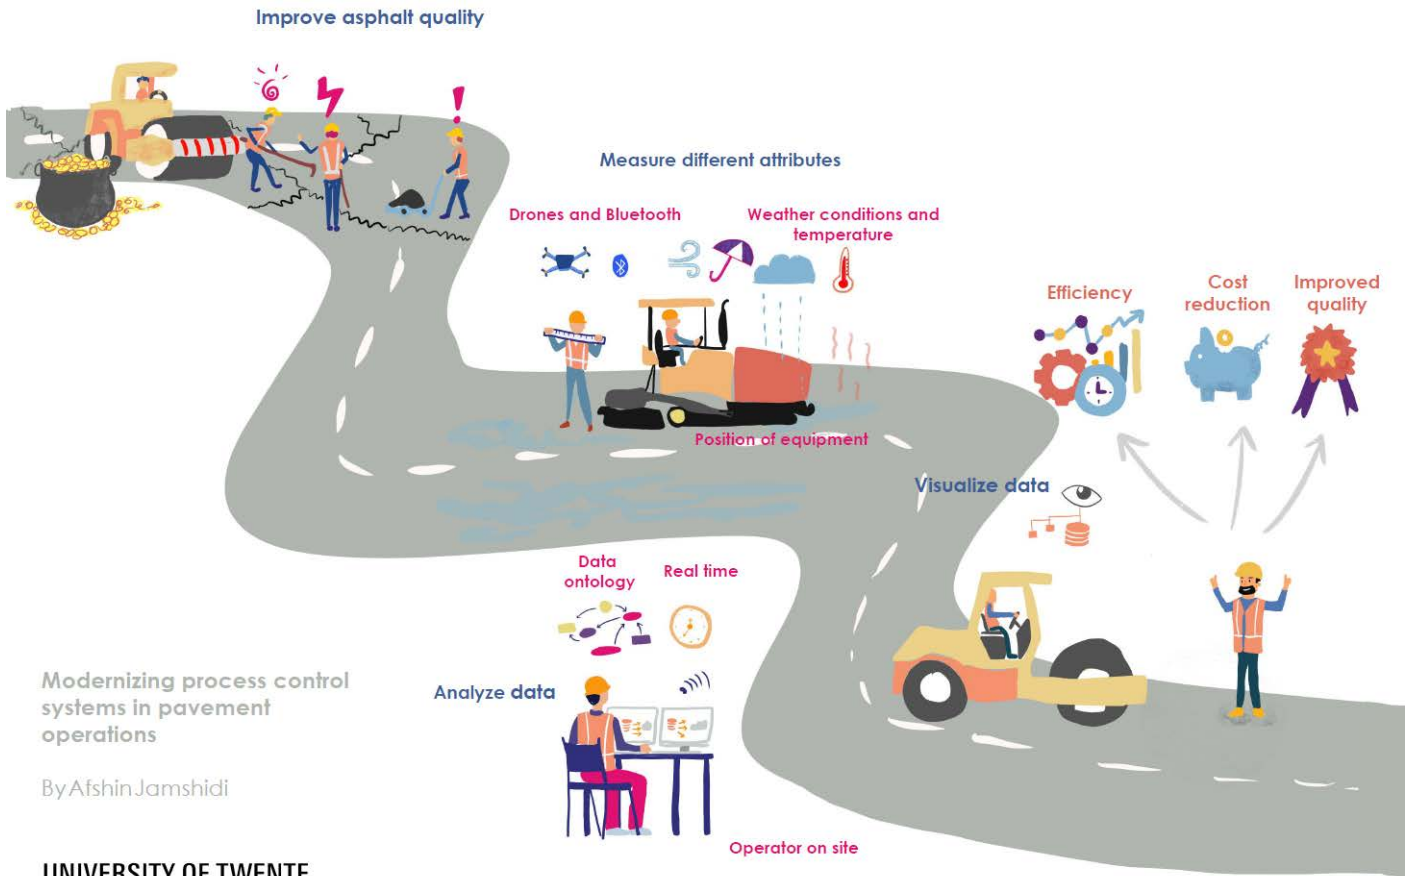 Improve asphalt quality
Measure different attributes
Drones and Bluetooth
Weather conditions and
temperature
Position of equipment
Efficiency
Cost
reduction
Improved
quality
Visualize data
Data
ontology
Real time
Analyze data
Operator on site
Modernizing process control
systems in pavement
operations
By Afshin Jamshidi
UNIVERSITY OF TWENTE